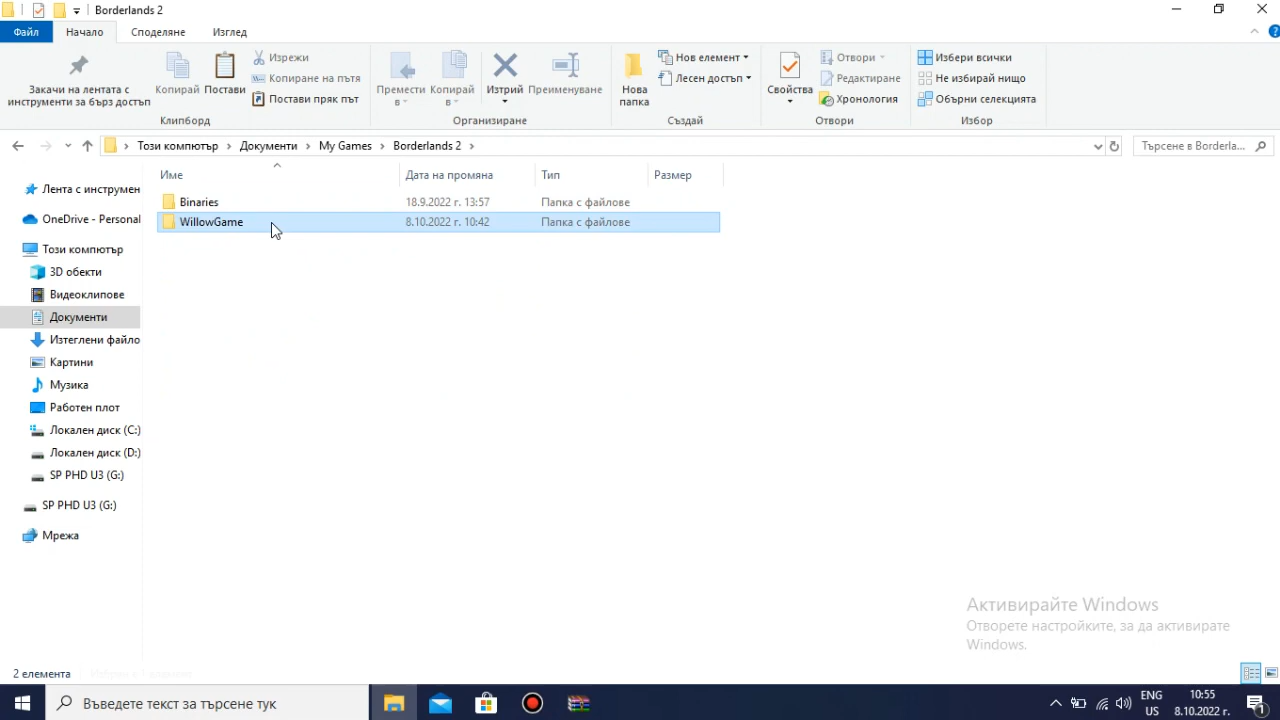 Borderlands 2
Файл Начало Споделяне Изглед
Закачи на лентата с инструменти за бърз достъп
Копирай
Постави
Изрежи
Копиране на пътя
Постави пряк път
Клипборд
Премести в
Копирай в
Изтрий
Преименуване
Организиране
Нова папка
Нов елемент
Лесен достъп
Създай
Свойства
Отвори
Редактиране
Хронология
Отвори
Избери всички
Не избирай нищо
Обърни селекцията
Избор
Този компютър Документи My Games Borderlands 2
Търсене в Borderla...
Име Дата на промяна Тип Размер
Binaries 18.9.2022 г. 13:57 Папка с файлове
WillowGame 8.10.2022 г. 10:42 Папка с файлове
Лента с инструмен
OneDrive - Personal
Този компютър
3D обекти
Видеоклипове
Документи
Изтеглени файло
Картини
Музика
Работен плот
Локален диск (C:)
Локален диск (D:)
SP PHD U3 (G:)
SP PHD U3 (G:)
Мрежа
Активирайте Windows
Отворете настройките, за да активирате
Windows.
2 елемента
Въведете текст за търсене тук
ENG
US
10:55
8.10.2022 г.
1